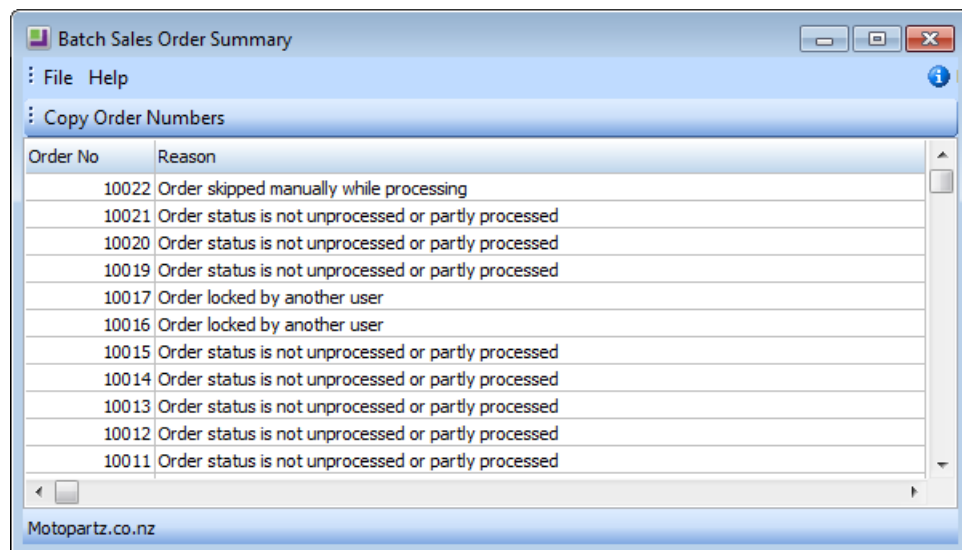 Batch Sales Order Summary
File Help
Copy Order Numbers
Order No Reason
10022 Order skipped manually while processing
10021 Order status is not unprocessed or partly processed
10020 Order status is not unprocessed or partly processed
10019 Order status is not unprocessed or partly processed
10017 Order locked by another user
10016 Order locked by another user
10015 Order status is not unprocessed or partly processed
10014 Order status is not unprocessed or partly processed
10013 Order status is not unprocessed or partly processed
10012 Order status is not unprocessed or partly processed
10011 Order status is not unprocessed or partly processed
Motopartz.co.nz